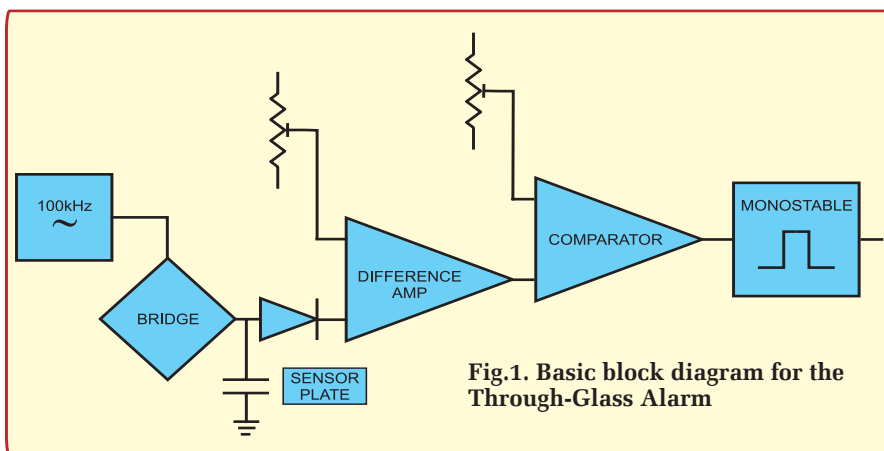 100kHz
~
BRIDGE
SENSOR
PLATE
DIFFERENCE
AMP
COMPARATOR
MONOSTABLE
Fig.1. Basic block diagram for the
Through-Glass Alarm